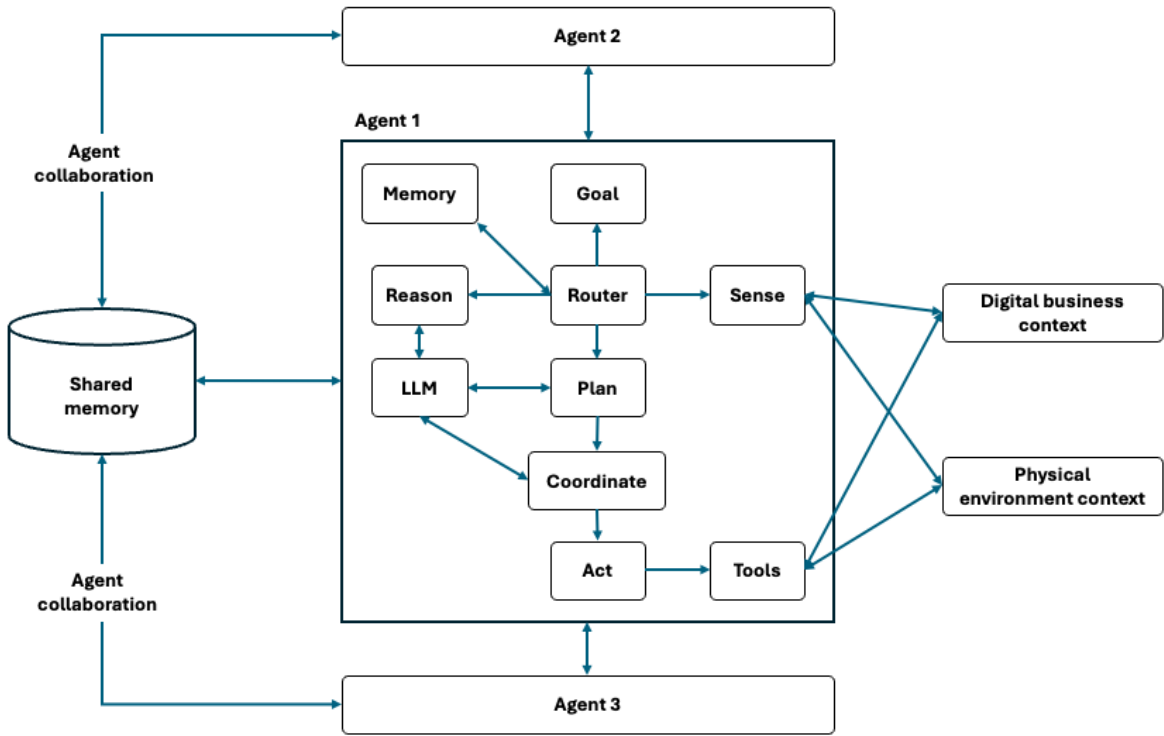 Agent 2
Agent 1
Agent
collaboration
Memory
Goal
Reason
Router
Sense
Digital business
context
Shared
memory
LLM
Plan
Coordinate
Physical
environment context
Agent
collaboration
Act
Tools
Agent 3